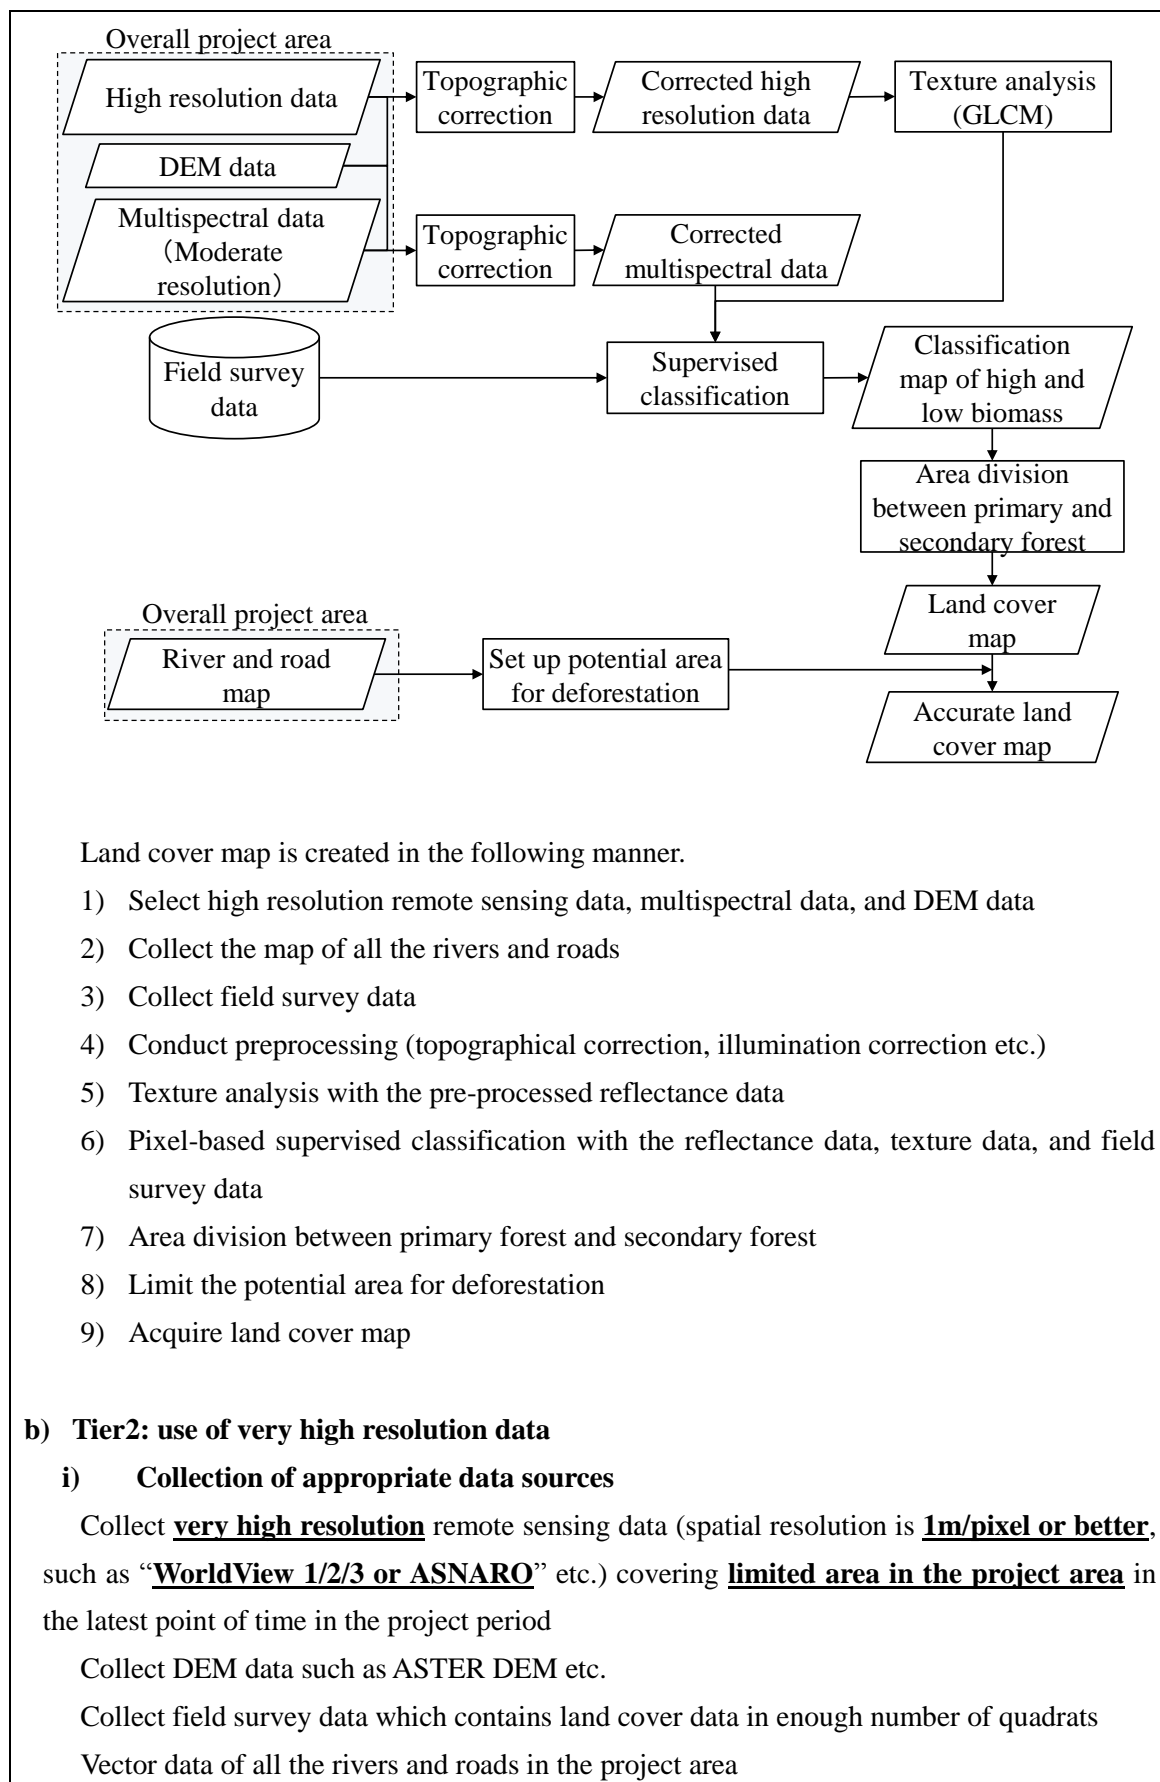 Overall project area
High resolution data
Topographic
correction
Corrected high
resolution data
Texture analysis
(GLCM)
DEM data
Multispectral data
（Moderate
resolution）
Topographic
correction
Corrected
multispectral data
Field survey
data
Supervised
classification
Classification
map of high and
low biomass
Area division
between primary and
secondary forest
Land cover
map
Overall project area
River and road
map
Set up potential area
for deforestation
Accurate land
cover map
Land cover map is created in the following manner.
1) Select high resolution remote sensing data, multispectral data, and DEM data
2) Collect the map of all the rivers and roads
3) Collect field survey data
4) Conduct preprocessing (topographical correction, illumination correction etc.)
5) Texture analysis with the pre-processed reflectance data
6) Pixel-based supervised classification with the reflectance data, texture data, and field
survey data
7) Area division between primary forest and secondary forest
8) Limit the potential area for deforestation
9) Acquire land cover map
b) Tier2: use of very high resolution data
i) Collection of appropriate data sources
Collect very high resolution remote sensing data (spatial resolution is 1m/pixel or better,
such as “WorldView 1/2/3 or ASNARO” etc.) covering limited area in the project area in
the latest point of time in the project period
Collect DEM data such as ASTER DEM etc.
Collect field survey data which contains land cover data in enough number of quadrats
Vector data of all the rivers and roads in the project area